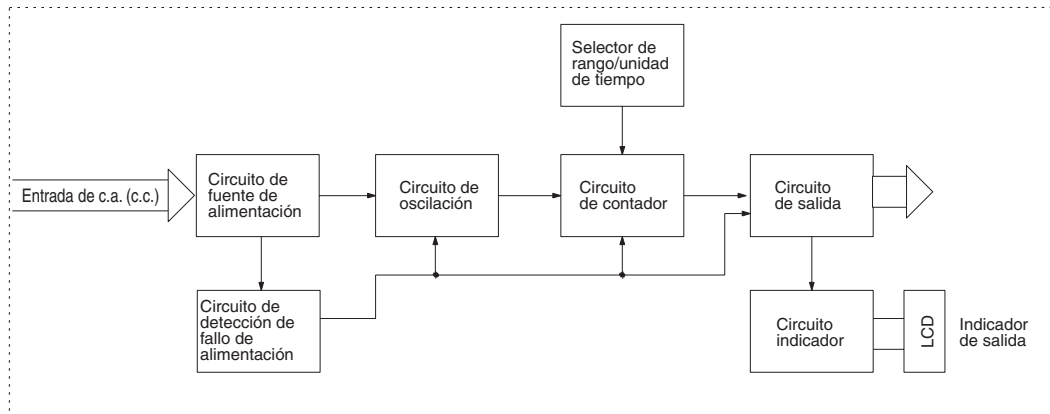 Selector de
rango/unidad
de tiempo
Entrada de c.a. (c.c.)
Circuito de
fuente de
alimentación
Circuito de
oscilación
Circuito
de contador
Circuito
de salida
Circuito de
detección de
fallo de
alimentación
Circuito
indicador
LCD
Indicador
de salida